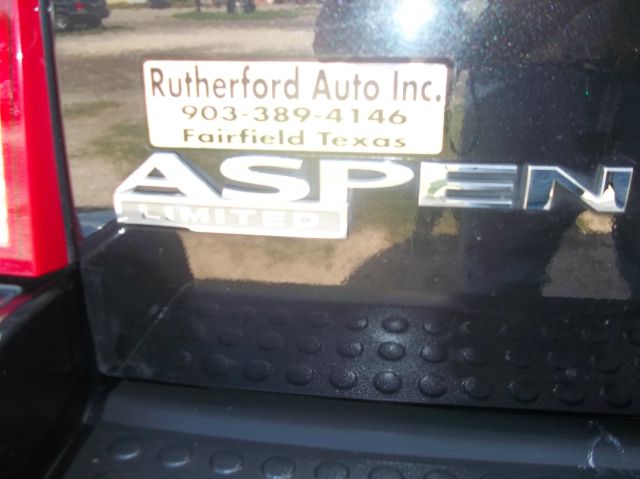 Rutherford Auto Inc.
903-389-4146
Fairfield Texas
ASPEN
LIMITED